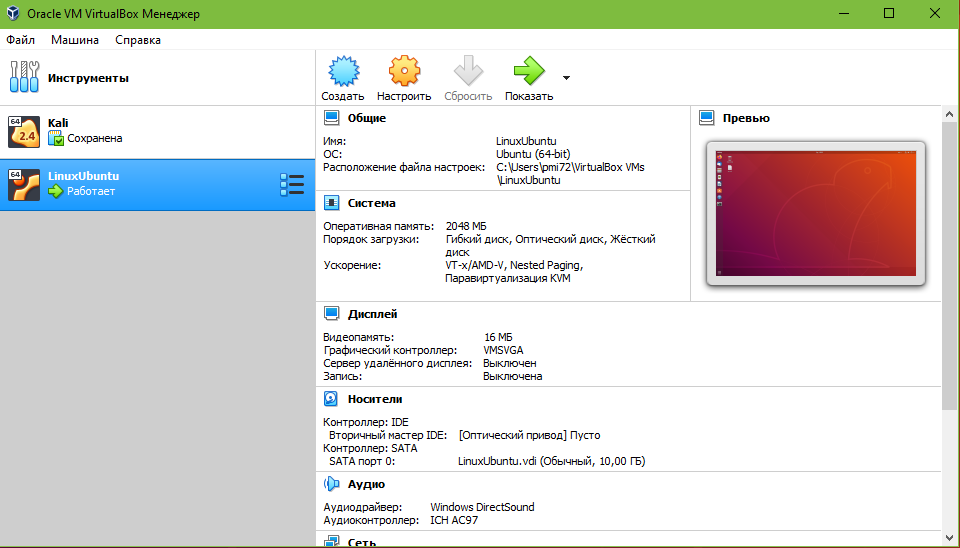 Oracle VM VirtualBox Менеджер
Файл Машина Справка
Инструменты
Создать Настроить Сбросить Показать
64
2.4
Kali
Сохранена
64
LinuxUbuntu
Работает
Общие
Имя: LinuxUbuntu
ОС: Ubuntu (64-bit)
Расположение файла настроек: C:\Users\pmi72\VirtualBox VMs
\LinuxUbuntu
Превью
Система
Оперативная память: 2048 МБ
Порядок загрузки: Гибкий диск, Оптический диск, Жёсткий
диск
Ускорение: VT-x/AMD-V, Nested Paging,
Паравиртуализация KVM
Дисплей
Видеопамять: 16 МБ
Графический контроллер: VMSVGA
Сервер удалённого дисплея: Выключен
Запись: Выключена
Носители
Контроллер: IDE
Вторичный мастер IDE: [Оптический привод] Пусто
Контроллер: SATA
SATA порт 0: LinuxUbuntu.vdi (Обычный, 10,00 ГБ)
Аудио
Аудиодрайвер: Windows DirectSound
Аудиоконтроллер: ICH AC97
Сеть